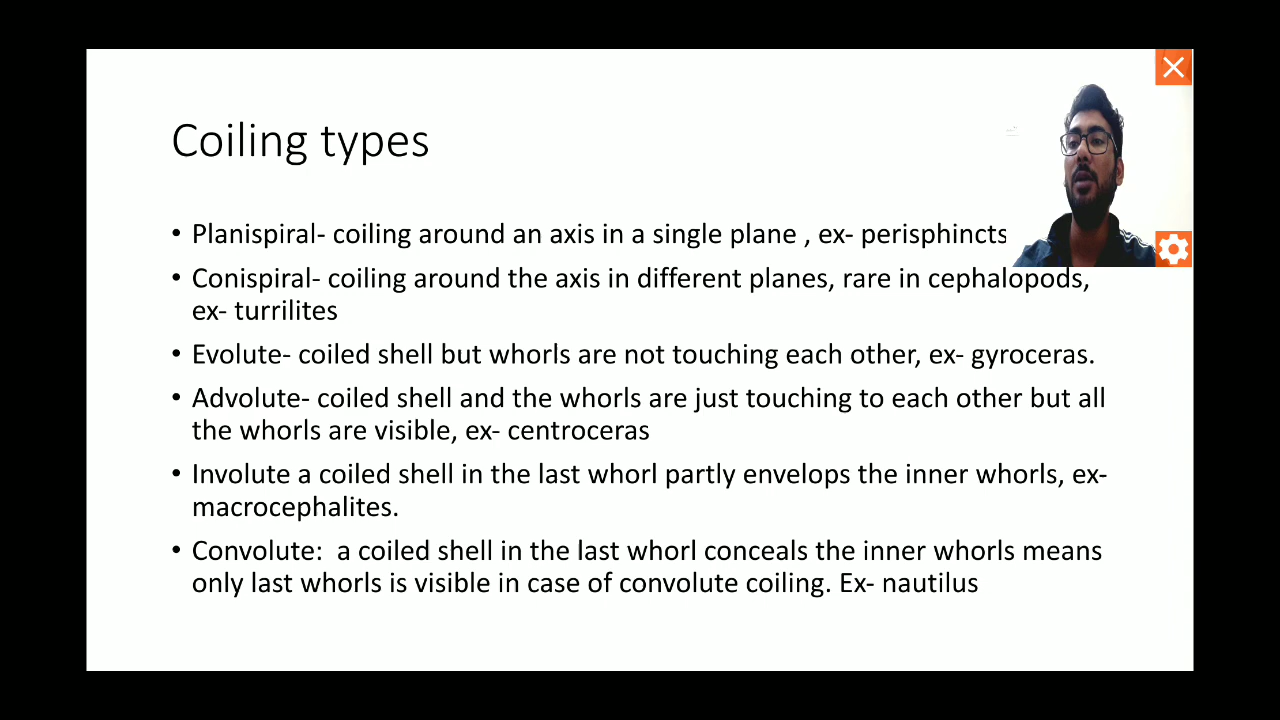 Coiling types
• Planispiral- coiling around an axis in a single plane , ex- perisphincts
• Conispiral- coiling around the axis in different planes, rare in cephalopods,
ex- turrilites
• Evolute- coiled shell but whorls are not touching each other, ex- gyroceras.
• Advolute- coiled shell and the whorls are just touching to each other but all
the whorls are visible, ex- centroceras
• Involute a coiled shell in the last whorl partly envelops the inner whorls, ex-
macrocephalites.
• Convolute:  a coiled shell in the last whorl conceals the inner whorls means
only last whorls is visible in case of convolute coiling. Ex- nautilus